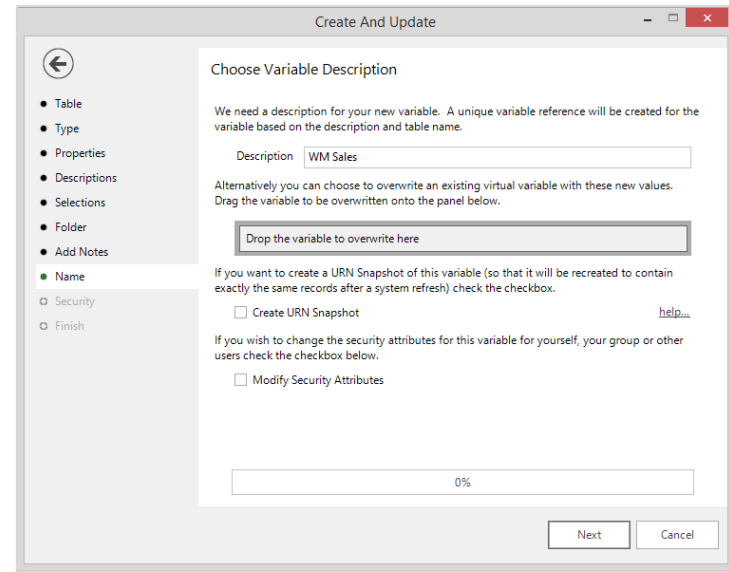 Create And Update
Choose Variable Description
Table
Type
Properties
Descriptions
Selections
Folder
Add Notes
Name
Security
Finish
We need a description for your new variable.  A unique variable reference will be created for the
variable based on the description and table name.
Description WM Sales
Alternatively you can choose to overwrite an existing virtual variable with these new values.
Drag the variable to be overwritten onto the panel below.
Drop the variable to overwrite here
If you want to create a URN Snapshot of this variable (so that it will be recreated to contain
exactly the same records after a system refresh) check the checkbox.
Create URN Snapshot help...
If you wish to change the security attributes for this variable for yourself, your group or other
users check the checkbox below.
Modify Security Attributes
0%
Next Cancel